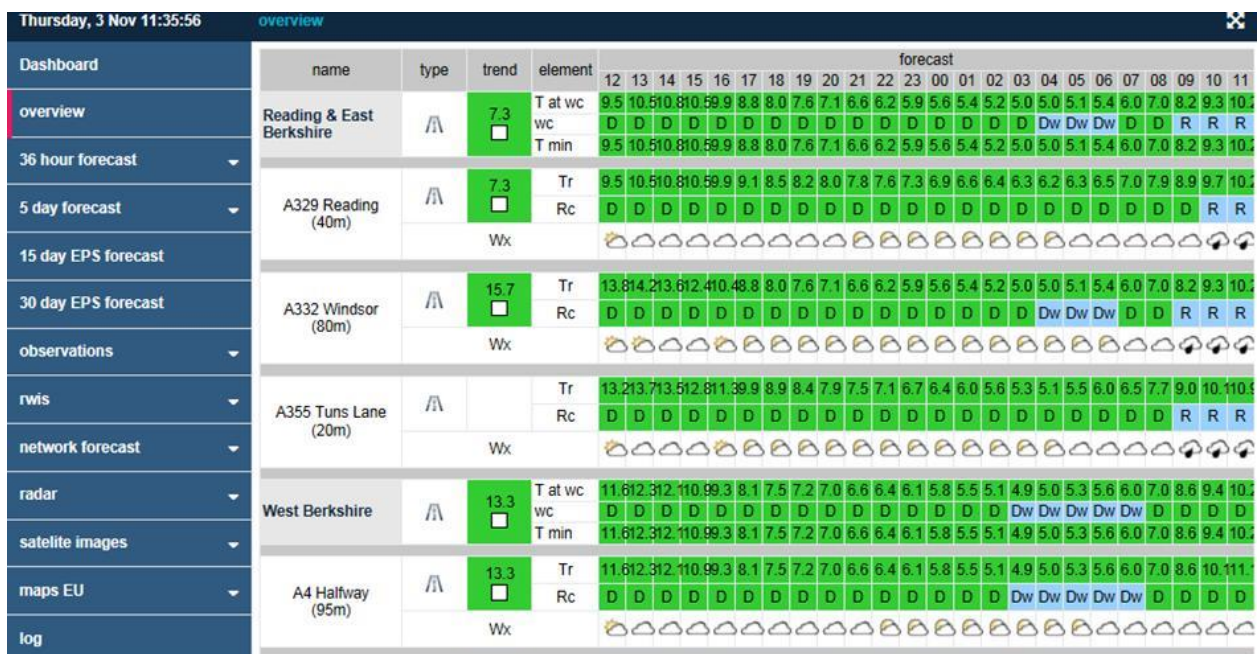 Thursday, 3 Nov 11:35:56 overview
Dashboard
overview
36 hour forecast
5 day forecast
15 day EPS forecast
30 day EPS forecast
observations
rwis
network forecast
radar
satelite images
maps EU
log
name type trend element forecast
12 13 14 15 16 17 18 19 20 21 22 23 00 01 02 03 04 05 06 07 08 09 10 11
Reading & East Berkshire 7.3
T at wc 9.5 10.5 10.8 10.5 9.9 8.8 8.0 7.6 7.1 6.6 6.2 5.9 5.6 5.4 5.2 5.0 5.0 5.1 5.4 6.0 7.0 8.2 9.3 10.2
wc D D D D D D D D D D D D D D D D Dw Dw Dw D D R R R
T min 9.5 10.5 10.8 10.5 9.9 8.8 8.0 7.6 7.1 6.6 6.2 5.9 5.6 5.4 5.2 5.0 5.0 5.1 5.4 6.0 7.0 8.2 9.3 10.2
A329 Reading (40m) 7.3
Tr 9.5 10.5 10.8 10.5 9.9 9.1 8.5 8.2 8.0 7.8 7.6 7.3 6.9 6.6 6.4 6.3 6.2 6.3 6.5 7.0 7.9 8.9 9.7 10.2
Rc D D D D D D D D D D D D D D D D D D D D D D R R
Wx
A332 Windsor (80m) 15.7
Tr 13.8 14.2 13.6 12.4 10.4 8.8 8.0 7.6 7.1 6.6 6.2 5.9 5.6 5.4 5.2 5.0 5.0 5.1 5.4 6.0 7.0 8.2 9.3 10.2
Rc D D D D D D D D D D D D D D D D Dw Dw Dw D D R R R
Wx
A355 Tuns Lane (20m)
Tr 13.2 13.7 13.5 12.8 11.3 9.9 8.9 8.4 7.9 7.5 7.1 6.7 6.4 6.0 5.6 5.3 5.1 5.5 6.0 6.5 7.7 9.0 10.1 10.9
Rc D D D D D D D D D D D D D D D D D D D D D R R R
Wx
West Berkshire 13.3
T at wc 11.6 12.3 12.1 10.9 9.3 8.1 7.5 7.2 7.0 6.6 6.4 6.1 5.8 5.5 5.1 4.9 5.0 5.3 5.6 6.0 7.0 8.6 9.4 10.2
wc D D D D D D D D D D D D D D D Dw Dw Dw Dw Dw D D D D
T min 11.6 12.3 12.1 10.9 9.3 8.1 7.5 7.2 7.0 6.6 6.4 6.1 5.8 5.5 5.1 4.9 5.0 5.3 5.6 6.0 7.0 8.6 9.4 10.2
A4 Halfway (95m) 13.3
Tr 11.6 12.3 12.1 10.9 9.3 8.1 7.5 7.2 7.0 6.6 6.4 6.1 5.8 5.5 5.1 4.9 5.0 5.3 5.6 6.0 7.0 8.6 10.1 11.1
Rc D D D D D D D D D D D D D D D Dw Dw Dw Dw Dw D D D D
Wx